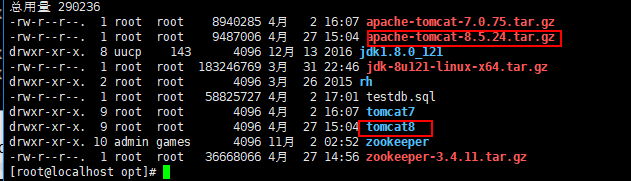 总用量 290236
-rw-r--r--. 1 root root 8940285 4月 2 16:07 apache-tomcat-7.0.75.tar.gz
-rw-r--r--. 1 root root 9487006 4月 27 15:04 apache-tomcat-8.5.24.tar.gz
drwxr-xr-x. 8 uucp 143 4096 12月 13 2016 jdk1.8.0_121
-rw-r--r--. 1 root root 183246769 3月 31 22:46 jdk-8u121-linux-x64.tar.gz
drwxr-xr-x. 2 root root 4096 3月 26 2015 rh
-rw-r--r--. 1 root root 58825727 4月 2 17:01 testdb.sql
drwxr-xr-x. 9 root root 4096 4月 2 16:07 tomcat7
drwxr-xr-x. 9 root root 4096 4月 27 15:04 tomcat8
drwxr-xr-x. 10 admin games 4096 11月 2 02:52 zookeeper
-rw-r--r--. 1 root root 36668066 4月 27 14:56 zookeeper-3.4.11.tar.gz
[root@localhost opt]#